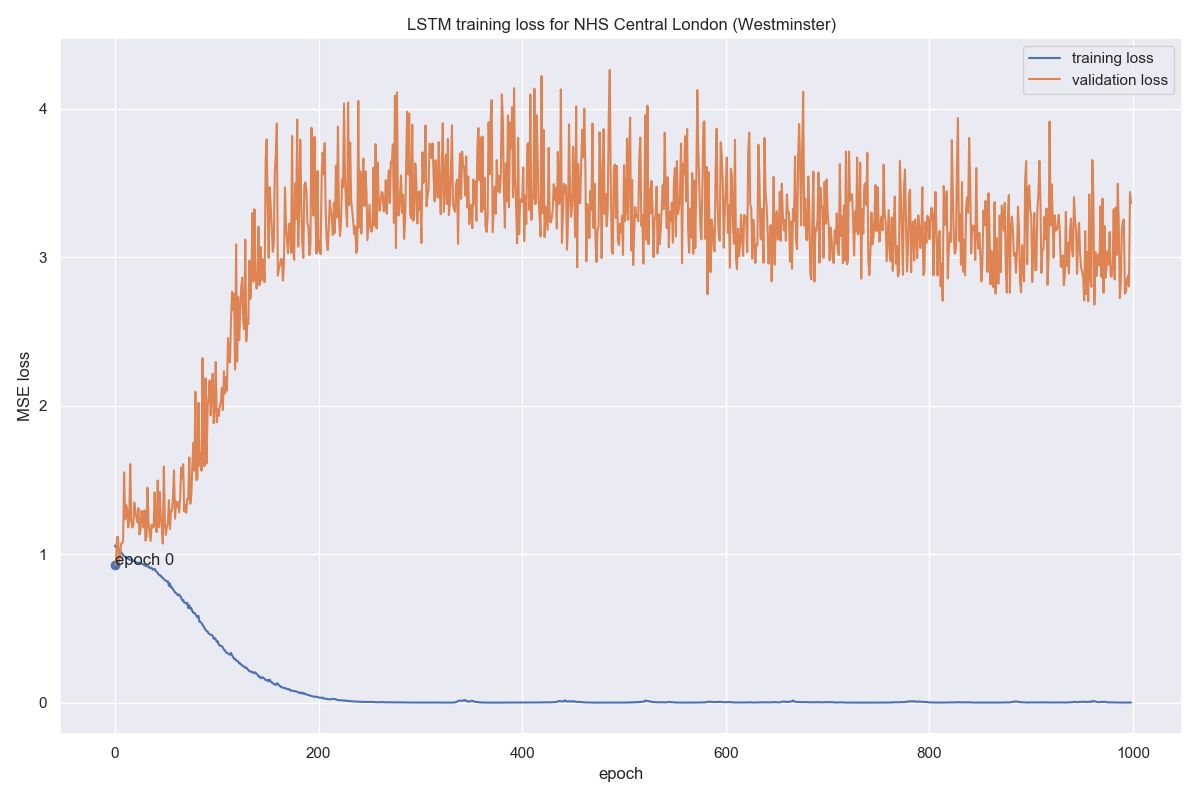 LSTM training loss for NHS Central London (Westminster)
training loss
validation loss
4
3
2
1
0
MSE loss
epoch 0
0
200
400
600
800
1000
epoch